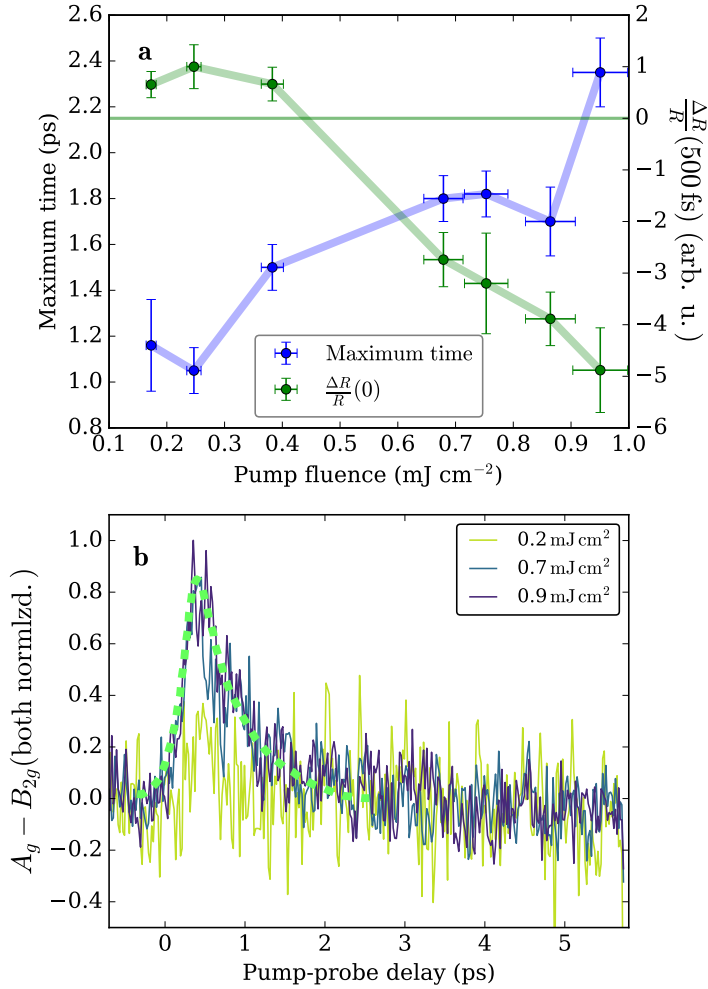 a
2.6
2.4
2.2
2.0
1.8
1.6
1.4
1.2
1.0
0.8
Maximum time (ps)
2
1
0
−1
−2
−3
−4
−5
−6
ΔR/R (500 fs) (arb. u.)
Maximum time
ΔR/R (0)
0.1 0.2 0.3 0.4 0.5 0.6 0.7 0.8 0.9 1.0
Pump fluence (mJ cm⁻²)
b
1.0
0.8
0.6
0.4
0.2
0.0
−0.2
−0.4
A_g − B_{2g} (both normlzd.)
0.2 mJ cm²
0.7 mJ cm²
0.9 mJ cm²
0 1 2 3 4 5
Pump-probe delay (ps)